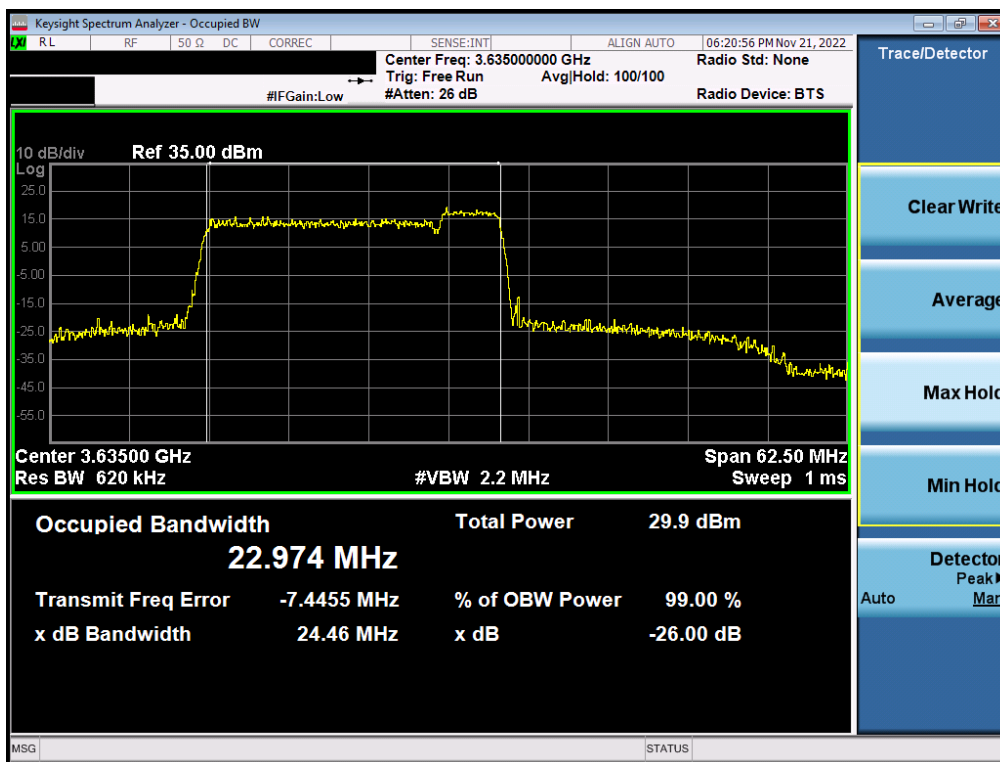 Keysight Spectrum Analyzer - Occupied BW
LXI RL RF 50 Ω DC CORREC SENSE:INT ALIGN AUTO 06:20:56 PM Nov 21, 2022
Center Freq: 3.635000000 GHz Radio Std: None
Trig: Free Run Avg|Hold: 100/100
#IFGain:Low #Atten: 26 dB Radio Device: BTS
Trace/Detector
10 dB/div Ref 35.00 dBm
Log
25.0
15.0
5.00
-5.00
-15.0
-25.0
-35.0
-45.0
-55.0
Center 3.63500 GHz Span 62.50 MHz
Res BW 620 kHz #VBW 2.2 MHz Sweep 1 ms
Occupied Bandwidth Total Power 29.9 dBm
22.974 MHz
Transmit Freq Error -7.4455 MHz % of OBW Power 99.00 %
x dB Bandwidth 24.46 MHz x dB -26.00 dB
Clear Write
Average
Max Hold
Min Hold
Detector
Peak
Auto Man
MSG STATUS